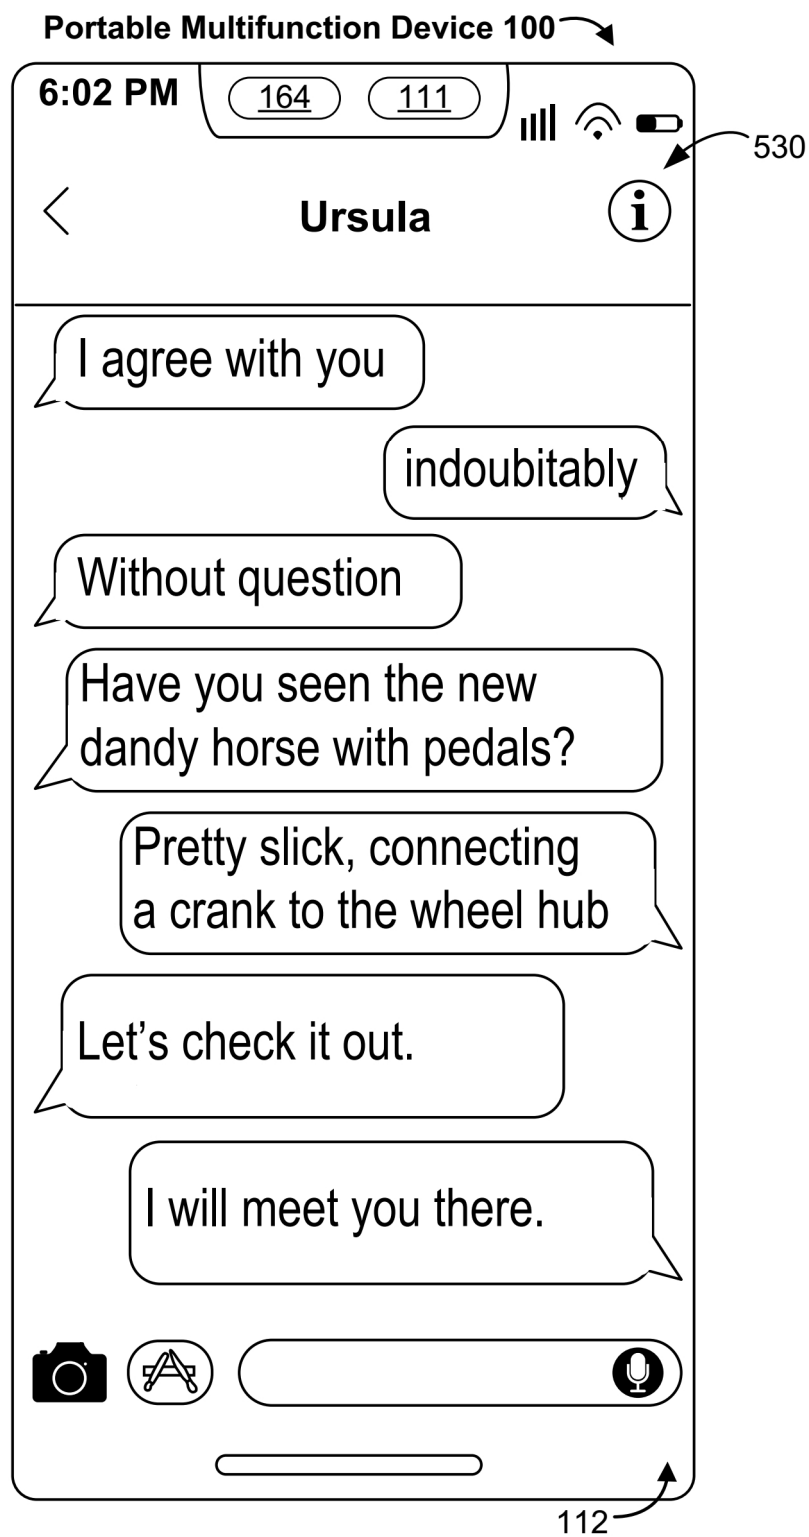 Portable Multifunction Device 100
6:02 PM
164
111
530
Ursula
i
I agree with you
indoubitably
Without question
Have you seen the new
dandy horse with pedals?
Pretty slick, connecting
a crank to the wheel hub
Let’s check it out.
I will meet you there.
112